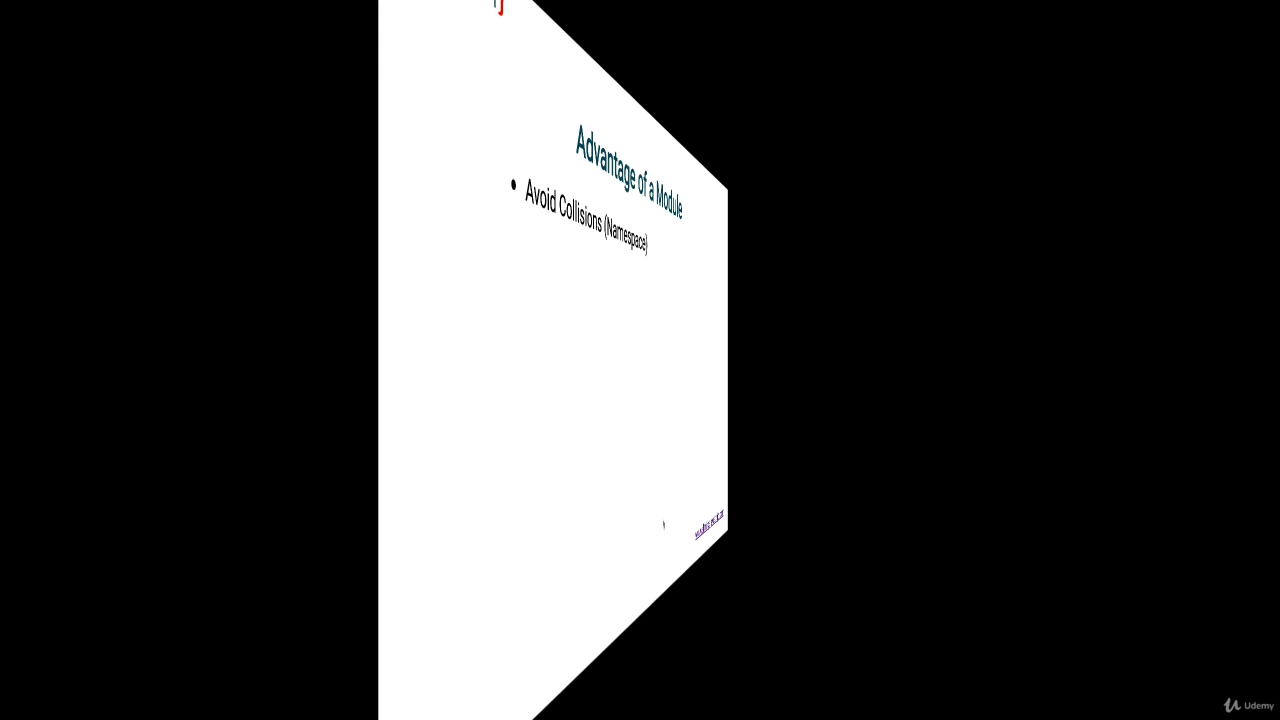 Advantage of a Module
• Avoid Collisions (Namespace)
Udemy